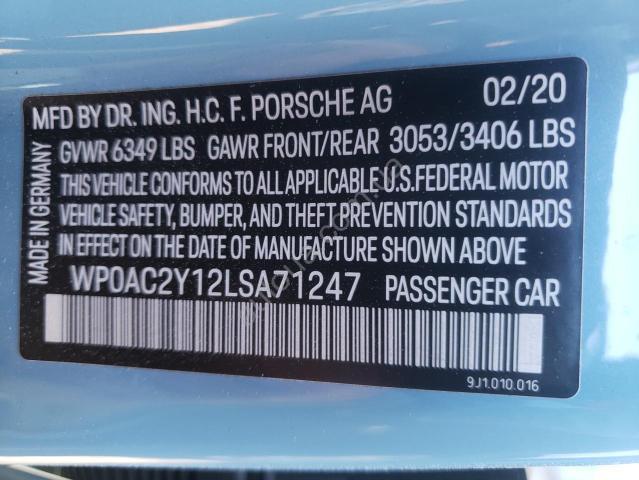 MFD BY DR. ING. H.C. F. PORSCHE AG 02/20
GVWR 6349 LBS GAWR FRONT/REAR 3053/3406 LBS
THIS VEHICLE CONFORMS TO ALL APPLICABLE U.S.FEDERAL MOTOR
VEHICLE SAFETY, BUMPER, AND THEFT PREVENTION STANDARDS
IN EFFECT ON THE DATE OF MANUFACTURE SHOWN ABOVE
WP0AC2Y12LSA71247 PASSENGER CAR
9J1.010.016
MADE IN GERMANY